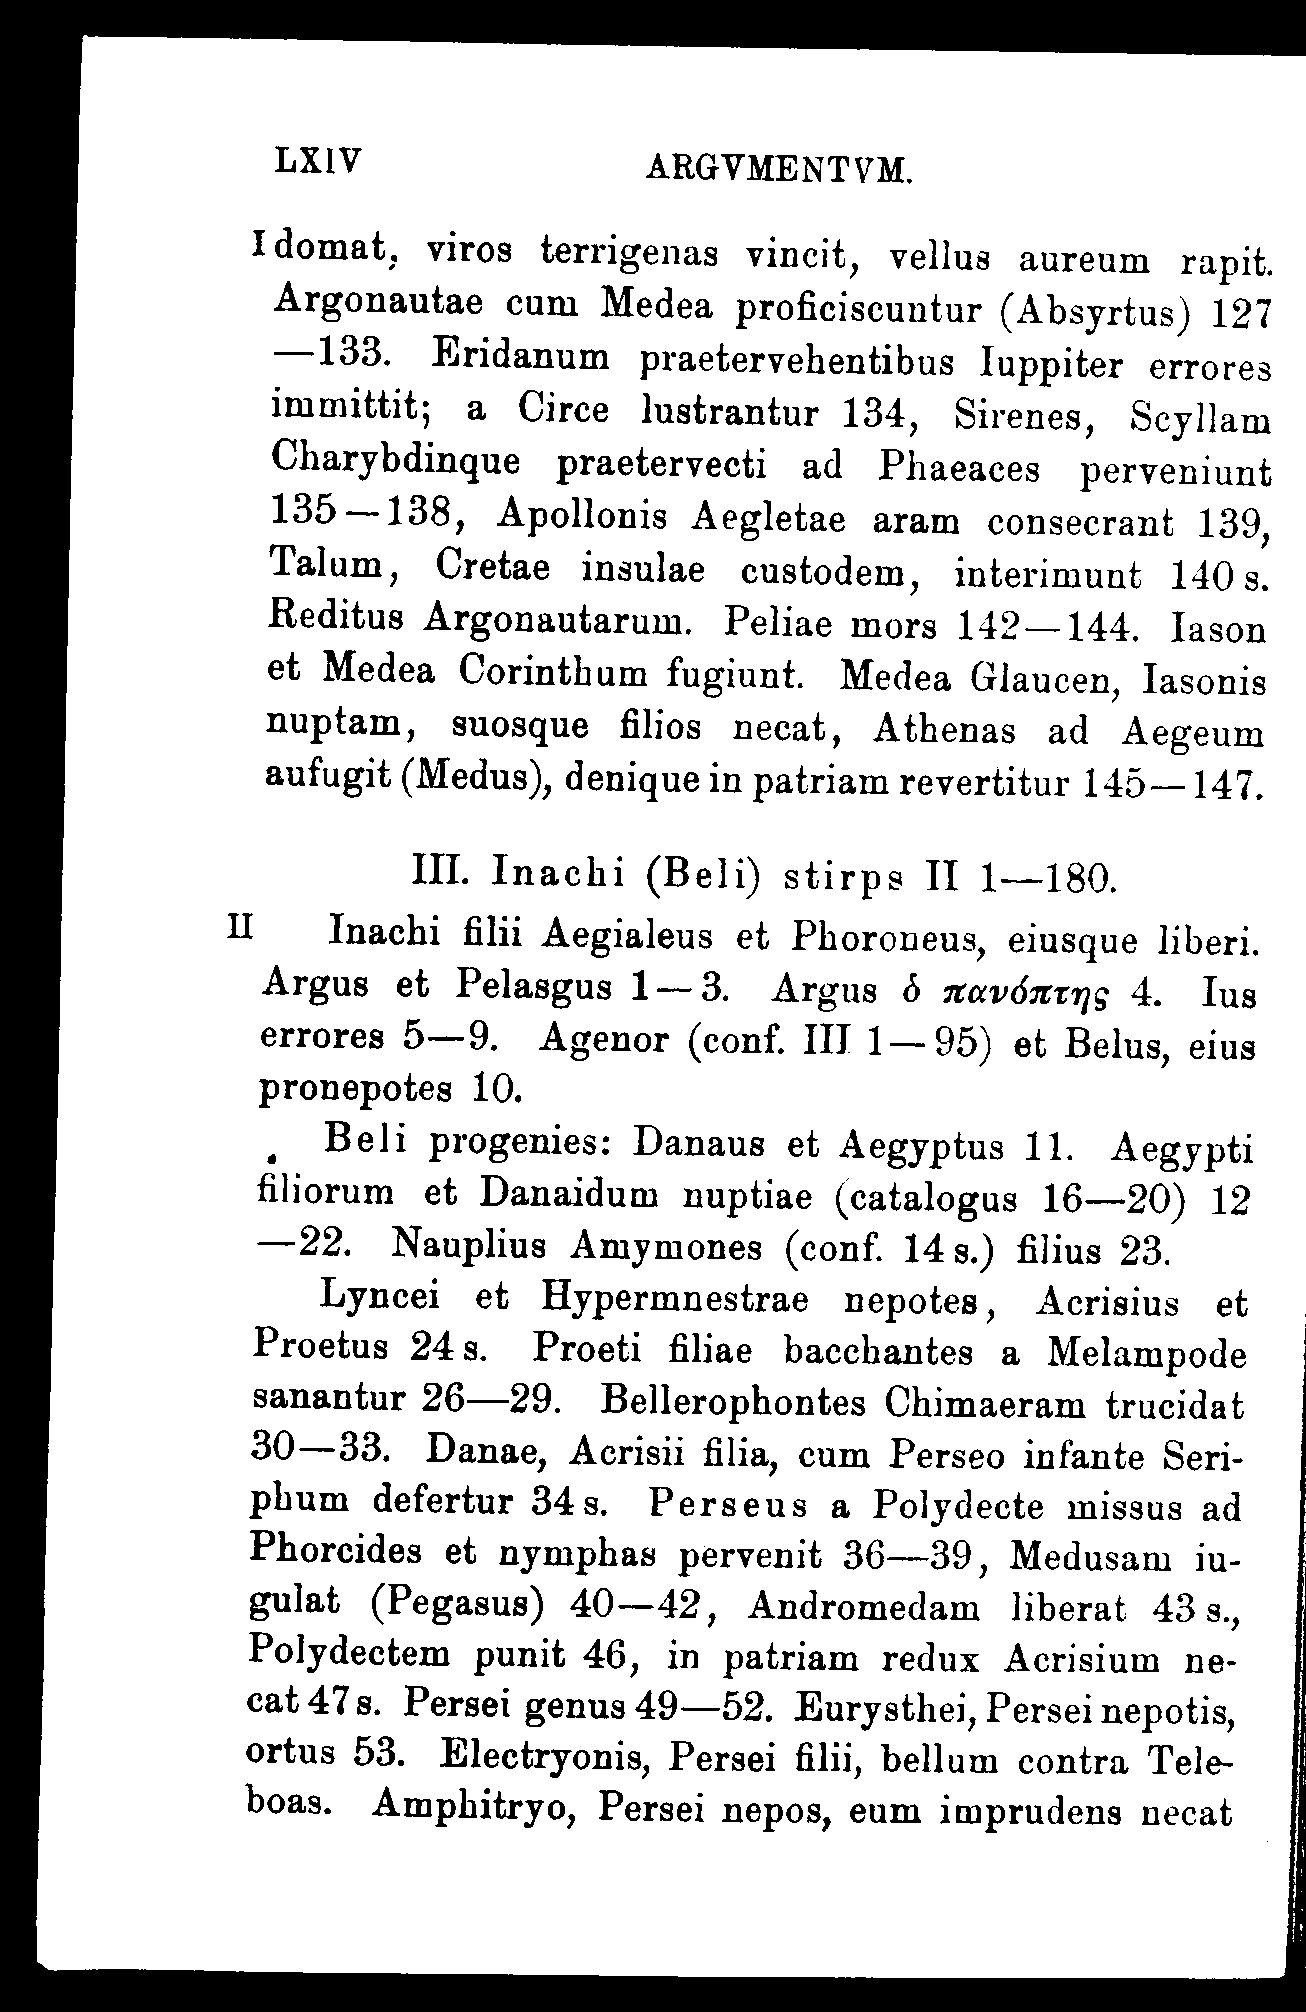 LXIV ARGVMENTVM.
I domat, viros terrigenas vincit, vellus aureum rapit.
Argonautae cum Medea proficiscuntur (Absyrtus) 127
—133. Eridanum praetervehentibus Iuppiter errores
immittit; a Circe lustrantur 134, Sirenes, Scyllam
Charybdinque praetervecti ad Phaeaces perveniunt
135—138, Apollonis Aegletae aram consecrant 139,
Talum, Cretae insulae custodem, interimunt 140 s.
Reditus Argonautarum. Peliae mors 142—144. Iason
et Medea Corinthum fugiunt. Medea Glaucen, Iasonis
nuptam, suosque filios necat, Athenas ad Aegeum
aufugit (Medus), denique in patriam revertitur 145—147.
III. Inachi (Beli) stirps II 1—180.
II Inachi filii Aegialeus et Phoroneus, eiusque liberi.
Argus et Pelasgus 1—3. Argus ὁ πανόπτης 4. Ius
errores 5—9. Agenor (conf. III 1—95) et Belus, eius
pronepotes 10.
Beli progenies: Danaus et Aegyptus 11. Aegypti
filiorum et Danaidum nuptiae (catalogus 16—20) 12
—22. Nauplius Amymones (conf. 14 s.) filius 23.
Lyncei et Hypermnestrae nepotes, Acrisius et
Proetus 24 s. Proeti filiae bacchantes a Melampode
sanantur 26—29. Bellerophontes Chimaeram trucidat
30—33. Danae, Acrisii filia, cum Perseo infante Seri-
phum defertur 34 s. Perseus a Polydecte missus ad
Phorcides et nymphas pervenit 36—39, Medusam iu-
gulat (Pegasus) 40—42, Andromedam liberat 43 s.,
Polydectem punit 46, in patriam redux Acrisium ne-
cat 47 s. Persei genus 49—52. Eurysthei, Persei nepotis,
ortus 53. Electryonis, Persei filii, bellum contra Tele-
boas. Amphitryo, Persei nepos, eum imprudens necat